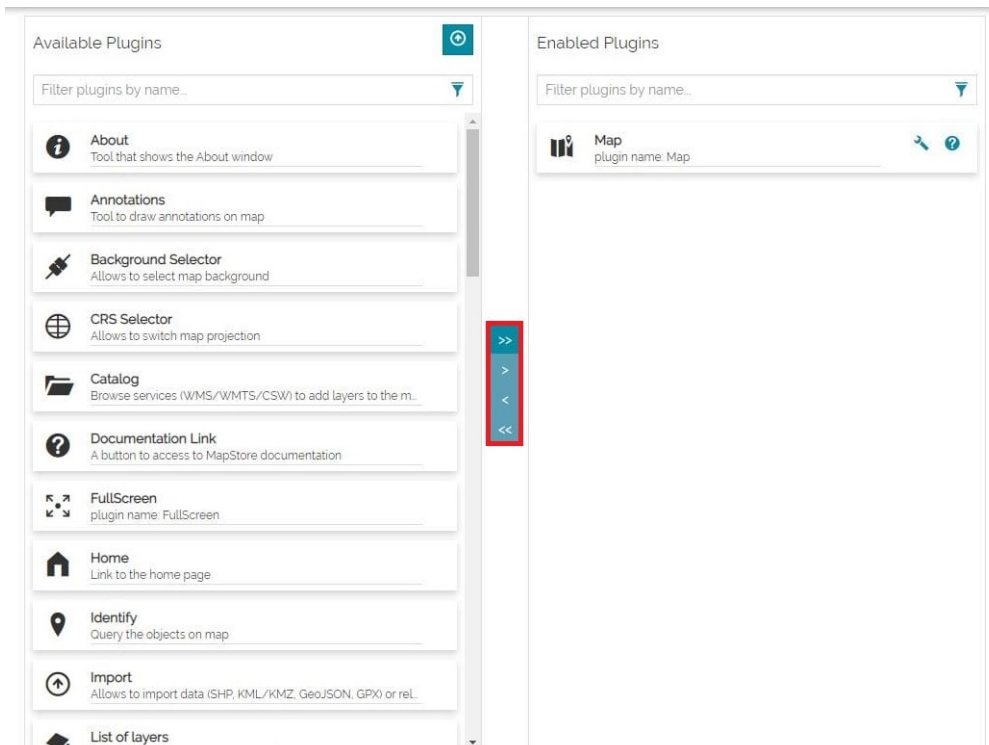 Available Plugins
Filter plugins by name...
About
Tool that shows the About window
Annotations
Tool to draw annotations on map
Background Selector
Allows to select map background
CRS Selector
Allows to switch map projection
Catalog
Browse services (WMS/WMTS/CSW) to add layers to the m...
Documentation Link
A button to access to MapStore documentation
FullScreen
plugin name: FullScreen
Home
Link to the home page
Identify
Query the objects on map
Import
Allows to import data (SHP, KML/KMZ, GeoJSON, GPX) or rel...
List of layers
>>
>
<
<<
Enabled Plugins
Filter plugins by name...
Map
plugin name: Map